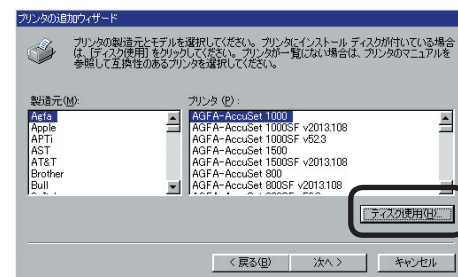 プリンタの追加ウィザード
プリンタの製造元とモデルを選択してください。プリンタにインストール ディスクが付いている場合
は、[ディスク使用] をクリックしてください。プリンタが一覧にない場合は、プリンタのマニュアルを
参照して互換性のあるプリンタを選択してください。
製造元(M):
Agfa
Apple
APTi
AST
AT&T
Brother
Bull
プリンタ (P) :
AGFA-AccuSet 1000
AGFA-AccuSet 1000SF v2013.108
AGFA-AccuSet 1000SF v52.3
AGFA-AccuSet 1500
AGFA-AccuSet 1500SF v2013.108
AGFA-AccuSet 800
AGFA-AccuSet 800SF v2013.108
ディスク使用(H)...
< 戻る(B)
次へ >
キャンセル